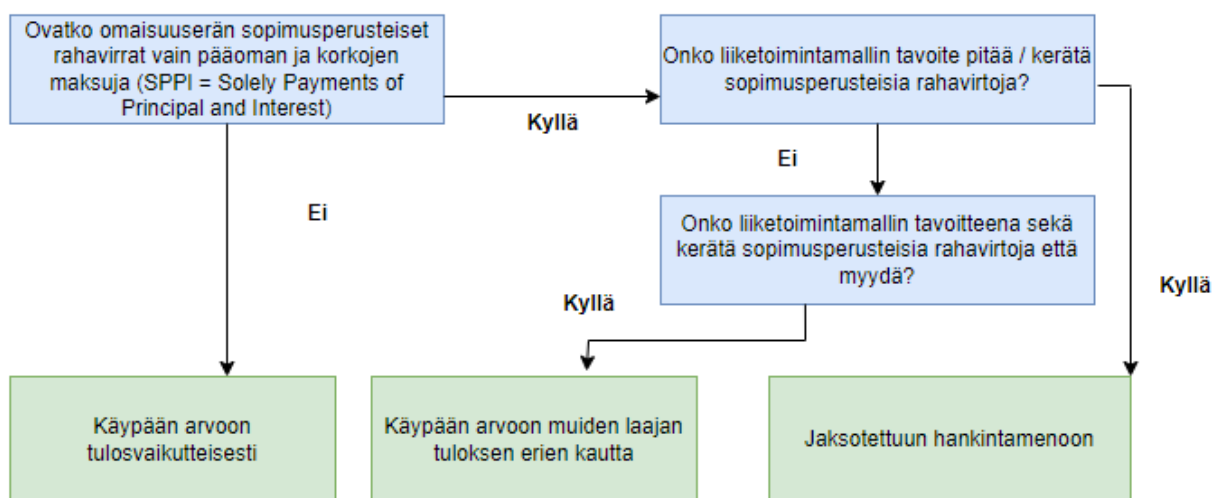 Ovatko omaisuuserän sopimusperusteiset
rahavirrat vain pääoman ja korkojen
maksuja (SPPI = Solely Payments of
Principal and Interest)
Kyllä
Onko liiketoimintamallin tavoite pitää / kerätä
sopimusperusteisia rahavirtoja?
Ei
Ei
Onko liiketoimintamallin tavoitteena sekä
kerätä sopimusperusteisia rahavirtoja että
myydä?
Kyllä
Kyllä
Käypään arvoon
tulosvaikutteisesti
Käypään arvoon muiden laajan
tuloksen erien kautta
Jaksotettuun hankintamenoon